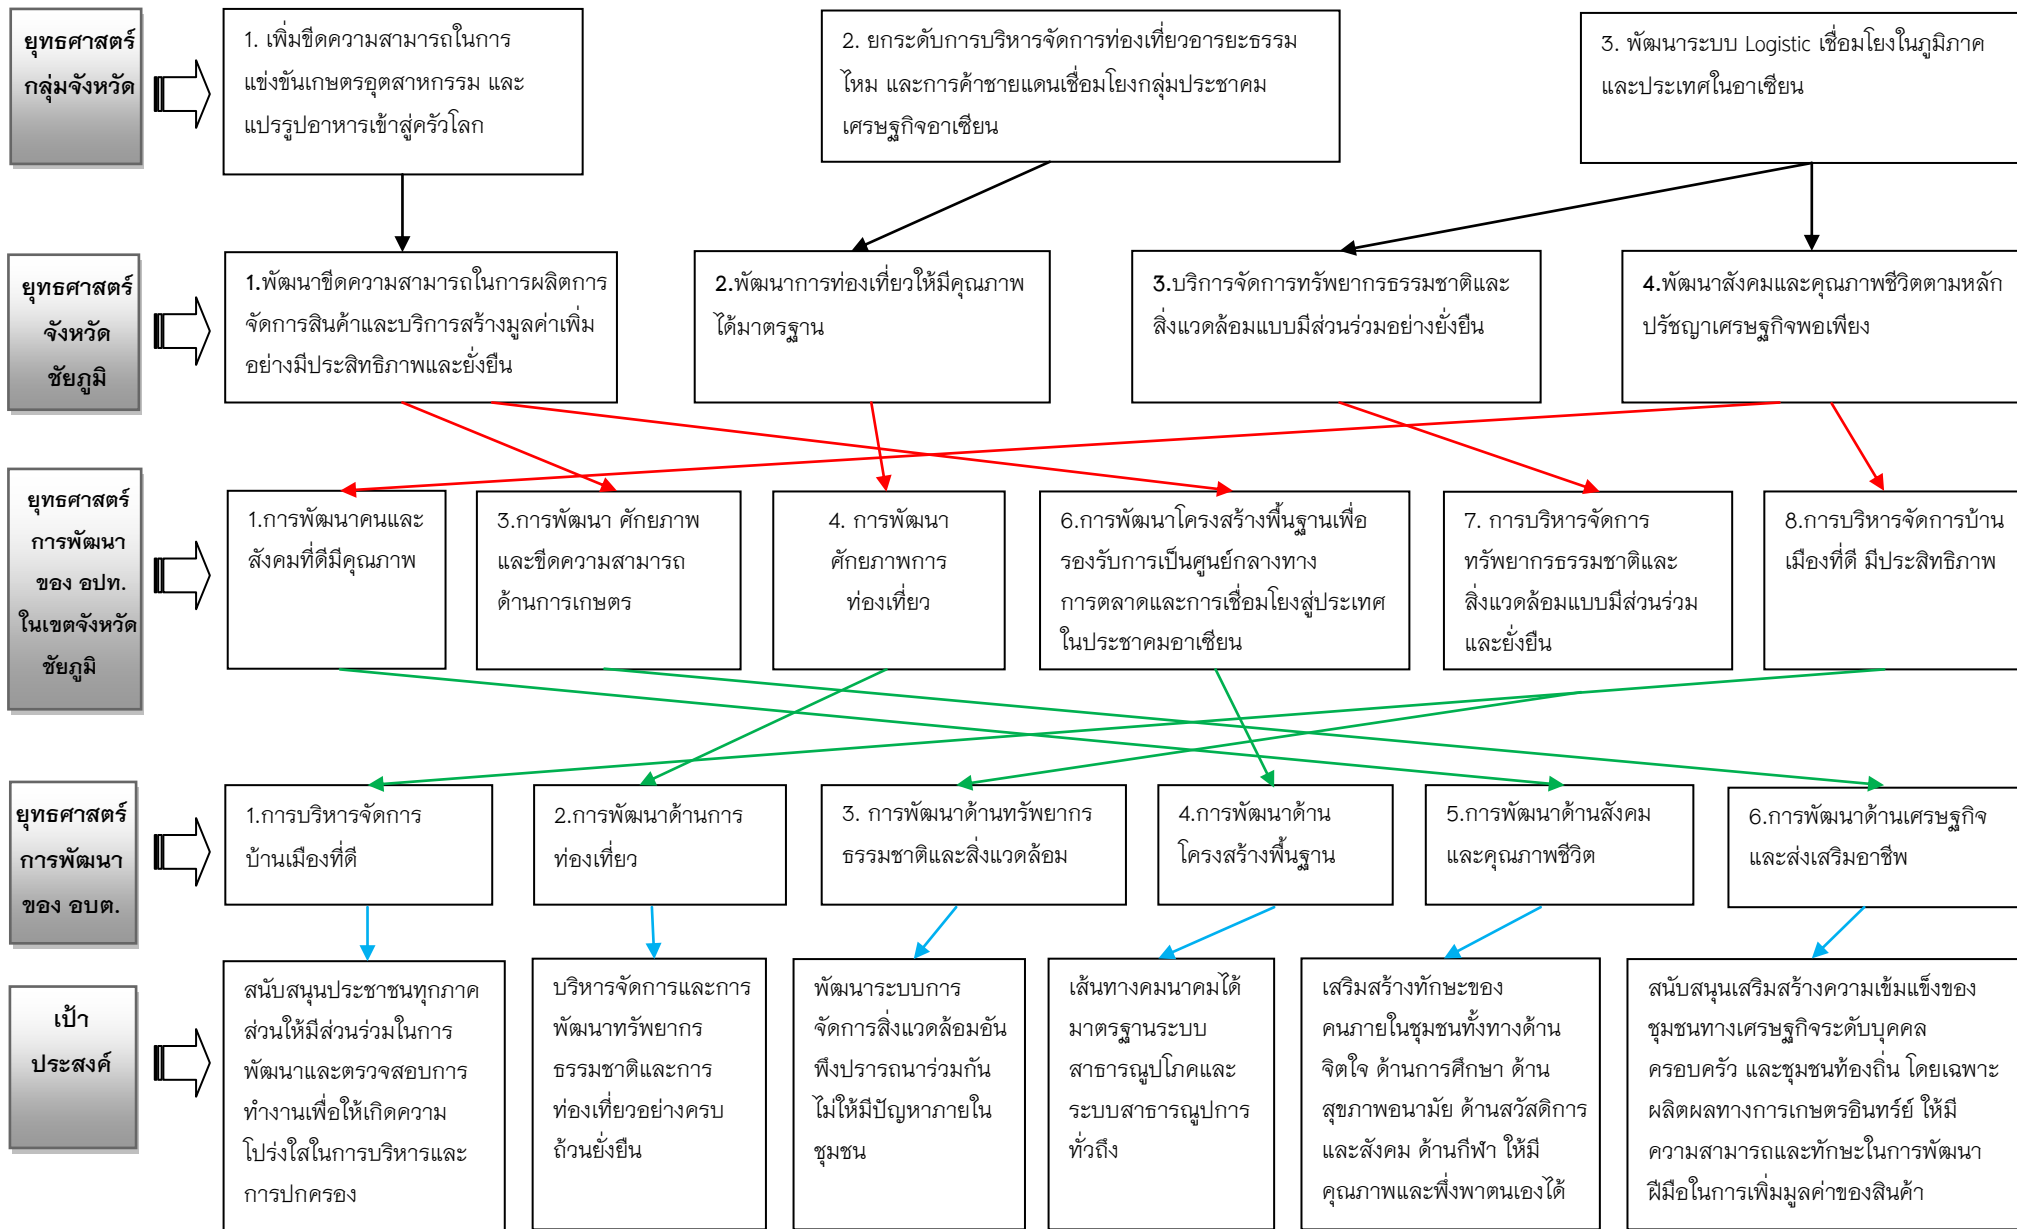 ยุทธศาสตร์
กลุ่มจังหวัด
1. เพิ่มขีดความสามารถในการ
แข่งขันเกษตรอุตสาหกรรม และ
แปรรูปอาหารเข้าสู่ครัวโลก
2. ยกระดับการบริหารจัดการท่องเที่ยวอารยะธรรม
ไหม และการค้าชายแดนเชื่อมโยงกลุ่มประชาคม
เศรษฐกิจอาเซียน
3. พัฒนาระบบ Logistic เชื่อมโยงในภูมิภาค
และประเทศในอาเซียน
ยุทธศาสตร์
จังหวัด
ชัยภูมิ
1.พัฒนาขีดความสามารถในการผลิตการ
จัดการสินค้าและบริการสร้างมูลค่าเพิ่ม
อย่างมีประสิทธิภาพและยั่งยืน
2.พัฒนาการท่องเที่ยวให้มีคุณภาพ
ได้มาตรฐาน
3.บริการจัดการทรัพยากรธรรมชาติและ
สิ่งแวดล้อมแบบมีส่วนร่วมอย่างยั่งยืน
4.พัฒนาสังคมและคุณภาพชีวิตตามหลัก
ปรัชญาเศรษฐกิจพอเพียง
ยุทธศาสตร์
การพัฒนา
ของ อปท.
ในเขตจังหวัด
ชัยภูมิ
1.การพัฒนาคนและ
สังคมที่ดีมีคุณภาพ
3.การพัฒนา ศักยภาพ
และขีดความสามารถ
ด้านการเกษตร
4. การพัฒนา
ศักยภาพการ
ท่องเที่ยว
6.การพัฒนาโครงสร้างพื้นฐานเพื่อ
รองรับการเป็นศูนย์กลางทาง
การตลาดและการเชื่อมโยงสู่ประเทศ
ในประชาคมอาเซียน
7. การบริหารจัดการ
ทรัพยากรธรรมชาติและ
สิ่งแวดล้อมแบบมีส่วนร่วม
และยั่งยืน
8.การบริหารจัดการบ้าน
เมืองที่ดี มีประสิทธิภาพ
ยุทธศาสตร์
การพัฒนา
ของ อบต.
1.การบริหารจัดการ
บ้านเมืองที่ดี
2.การพัฒนาด้านการ
ท่องเที่ยว
3. การพัฒนาด้านทรัพยากร
ธรรมชาติและสิ่งแวดล้อม
4.การพัฒนาด้าน
โครงสร้างพื้นฐาน
5.การพัฒนาด้านสังคม
และคุณภาพชีวิต
6.การพัฒนาด้านเศรษฐกิจ
และส่งเสริมอาชีพ
เป้า
ประสงค์
สนับสนุนประชาชนทุกภาค
ส่วนให้มีส่วนร่วมในการ
พัฒนาและตรวจสอบการ
ทำงานเพื่อให้เกิดความ
โปร่งใสในการบริหารและ
การปกครอง
บริหารจัดการและการ
พัฒนาทรัพยากร
ธรรมชาติและการ
ท่องเที่ยวอย่างครบ
ถ้วนยั่งยืน
พัฒนาระบบการ
จัดการสิ่งแวดล้อมอัน
พึงปรารถนาร่วมกัน
ไม่ให้มีปัญหาภายใน
ชุมชน
เส้นทางคมนาคมได้
มาตรฐานระบบ
สาธารณูปโภคและ
ระบบสาธารณูปการ
ทั่วถึง
เสริมสร้างทักษะของ
คนภายในชุมชนทั้งทางด้าน
จิตใจ ด้านการศึกษา ด้าน
สุขภาพอนามัย ด้านสวัสดิการ
และสังคม ด้านกีฬา ให้มี
คุณภาพและพึ่งพาตนเองได้
สนับสนุนเสริมสร้างความเข้มแข็งของ
ชุมชนทางเศรษฐกิจระดับบุคคล
ครอบครัว และชุมชนท้องถิ่น โดยเฉพาะ
ผลิตผลทางการเกษตรอินทรีย์ ให้มี
ความสามารถและทักษะในการพัฒนา
ฝีมือในการเพิ่มมูลค่าของสินค้า